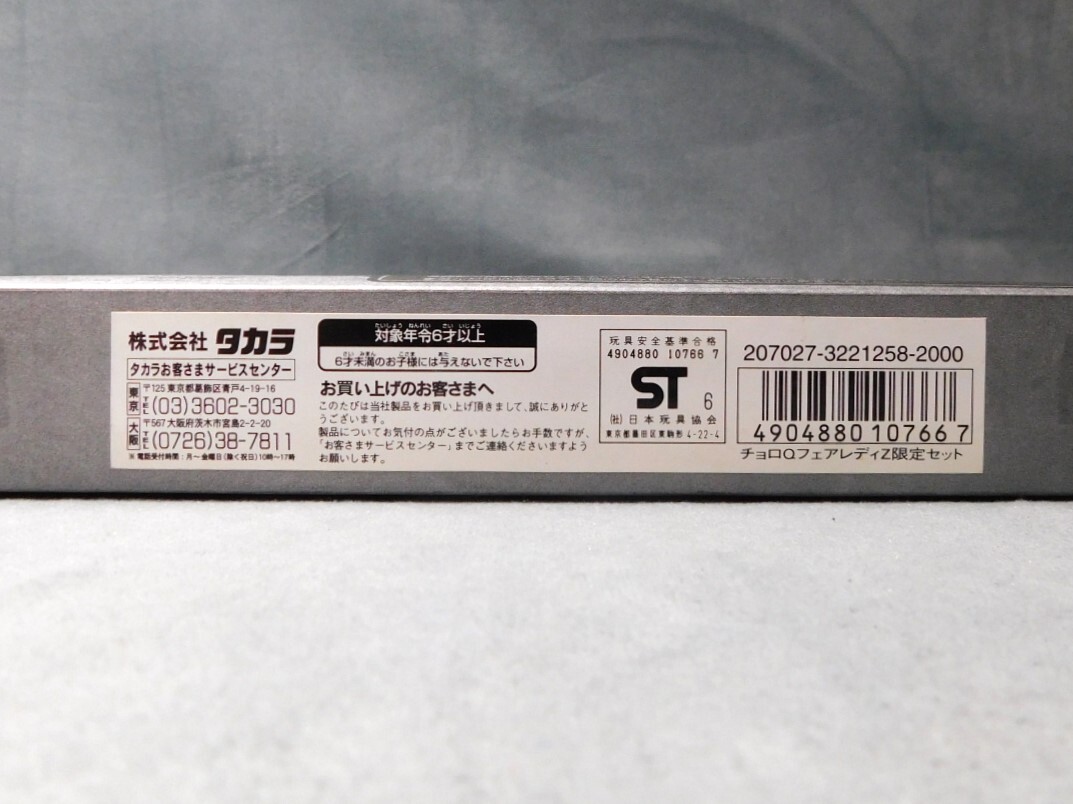 株式会社 タカラ
タカラお客さまサービスセンター
東京
〒125 東京都葛飾区青戸4-19-16
TEL (03)3602-3030
大阪
〒567 大阪府茨木市宮島2-2-20
TEL (0726)38-7811
※ 電話受付時間:月〜金曜日(除く祝日)10時〜17時
たいしょう ねんれい さい いじょう
対象年令6才以上
さい みまん こさま あた
6才未満のお子様には与えないで下さい
お買い上げのお客さまへ
このたびは当社製品をお買い上げ頂きまして、誠にありがと
うございます。
製品についてお気付の点がございましたらお手数ですが、
「お客さまサービスセンター」までご連絡くださいますよう
お願いします。
玩具安全基準合格
4904880 10766 7
ST 6
(社)日本玩具協会
東京都墨田区東駒形 4-22-4
207027-3221258-2000
4904880 107667
チョロQフェアレディZ限定セット